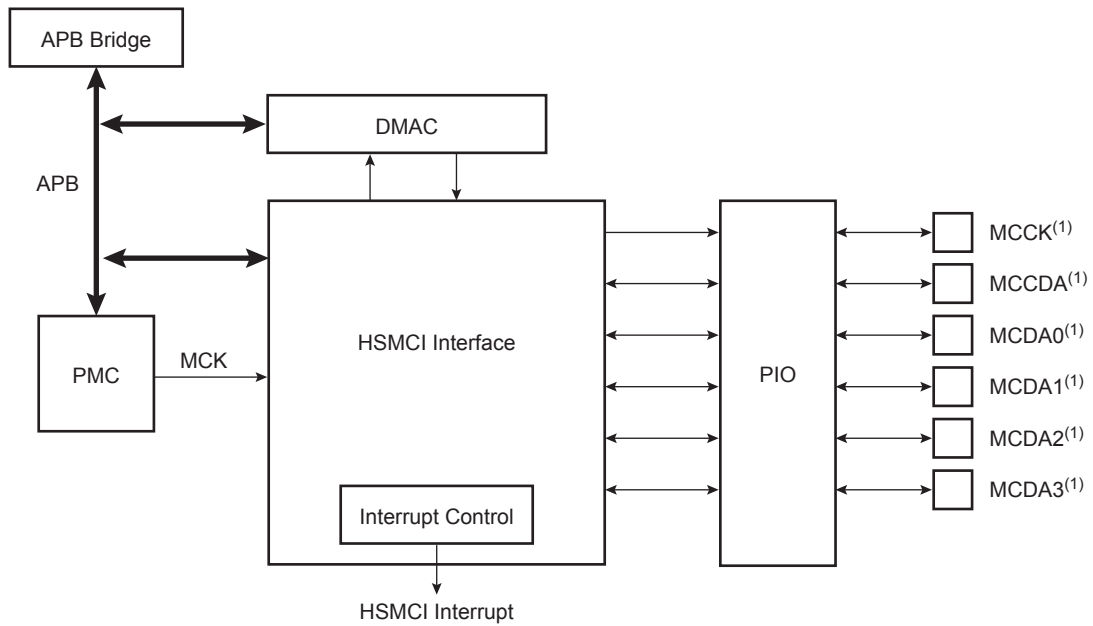 APB Bridge
DMAC
APB
MCCK(1)
MCCDA(1)
HSMCI Interface
MCDA0(1)
MCK
PMC
PIO
MCDA1(1)
MCDA2(1)
MCDA3(1)
Interrupt Control
HSMCI Interrupt